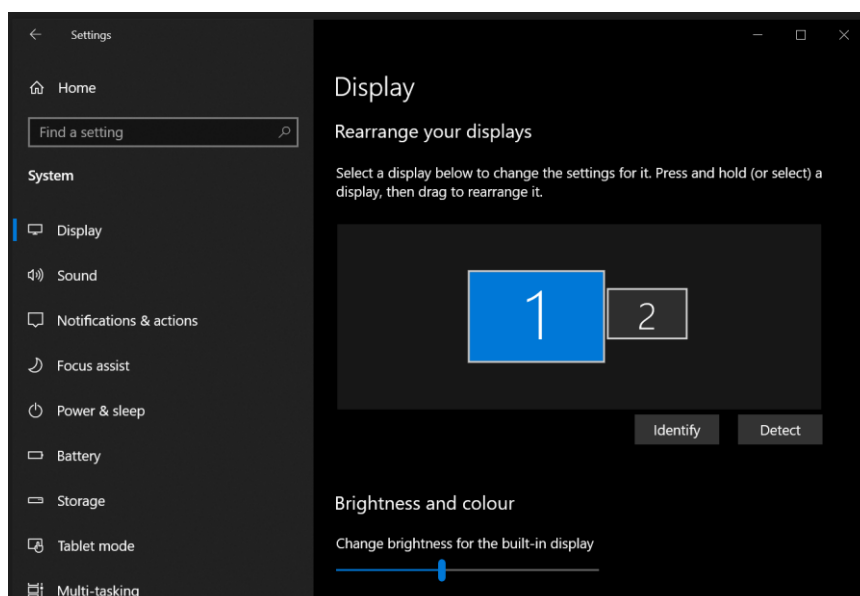 Settings
Home
Find a setting
System
Display
Sound
Notifications & actions
Focus assist
Power & sleep
Battery
Storage
Tablet mode
Multi-tasking
Display
Rearrange your displays
Select a display below to change the settings for it. Press and hold (or select) a
display, then drag to rearrange it.
1
2
Identify
Detect
Brightness and colour
Change brightness for the built-in display